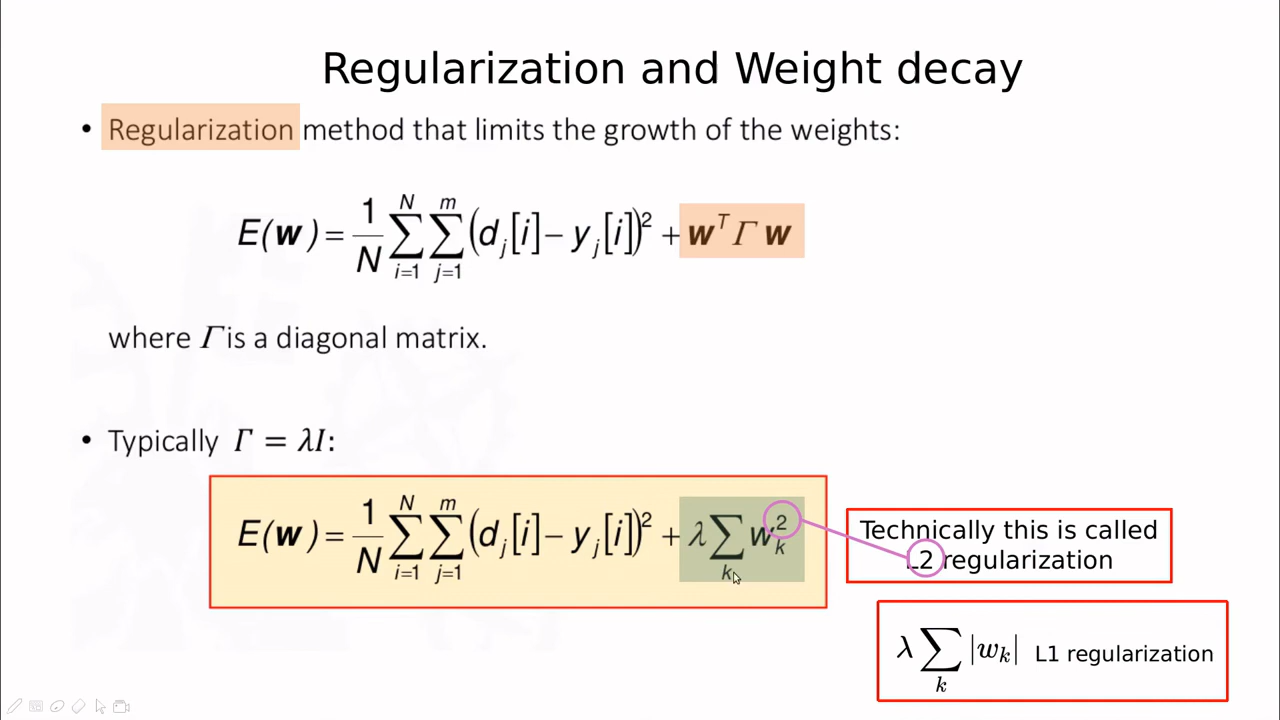 Regularization and Weight decay
• Regularization method that limits the growth of the weights:
E(w) = 1/N ∑_{i=1}^{N} ∑_{j=1}^{m} (d_j[i] − y_j[i])² + w^T Γ w
where Γ is a diagonal matrix.
• Typically Γ = λI:
E(w) = 1/N ∑_{i=1}^{N} ∑_{j=1}^{m} (d_j[i] − y_j[i])² + λ ∑_k w_k²
Technically this is called
L2 regularization
λ ∑_k |w_k| L1 regularization